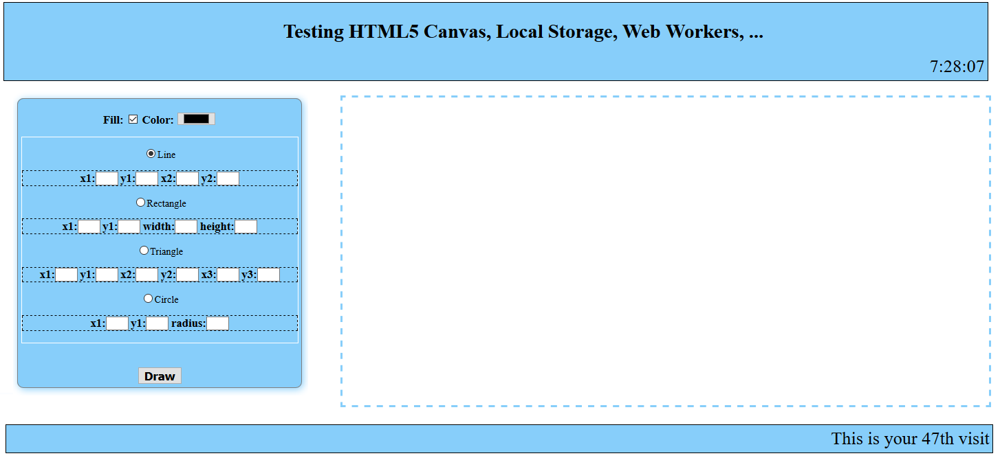 Testing HTML5 Canvas, Local Storage, Web Workers, ...
7:28:07
Fill: Color:
Line
x1: y1: x2: y2:
Rectangle
x1: y1: width: height:
Triangle
x1: y1: x2: y2: x3: y3:
Circle
x1: y1: radius:
Draw
This is your 47th visit